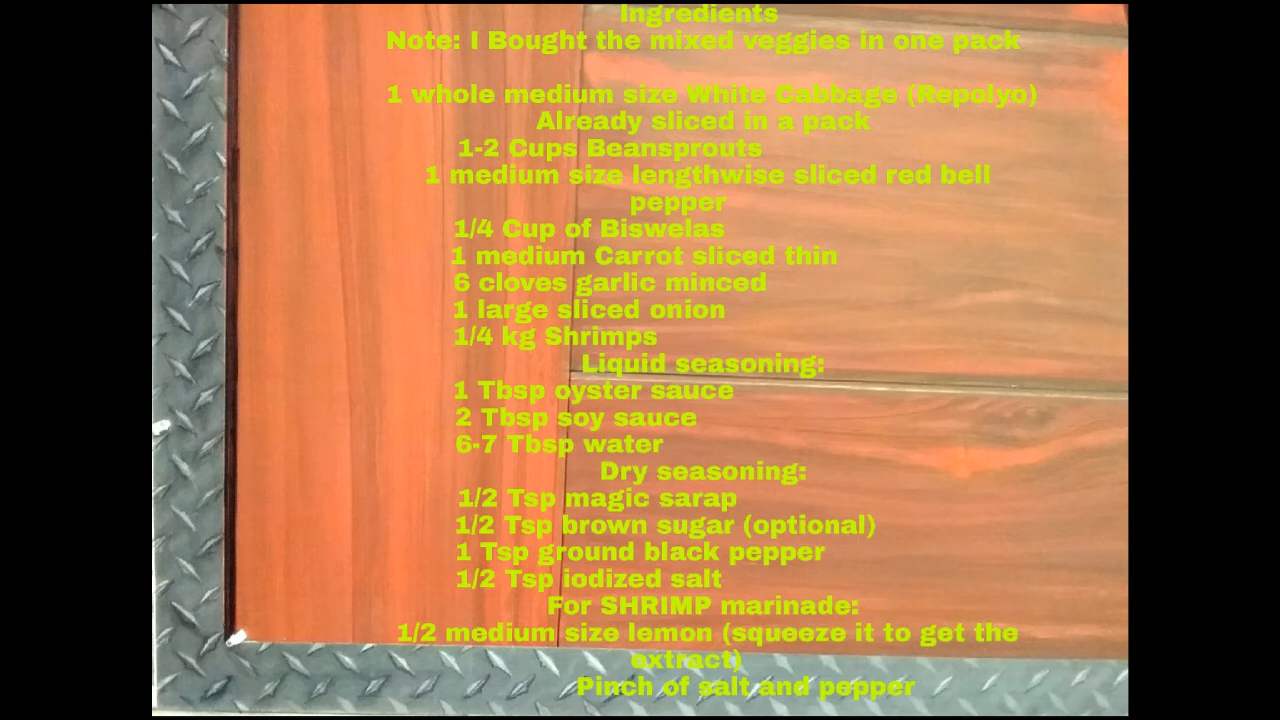 Ingredients
Note: I Bought the mixed veggies in one pack
1 whole medium size White Cabbage (Repolyo)
Already sliced in a pack
1-2 Cups Beansprouts
1 medium size lengthwise sliced red bell
pepper
1/4 Cup of Biswelas
1 medium Carrot sliced thin
6 cloves garlic minced
1 large sliced onion
1/4 kg Shrimps
Liquid seasoning:
1 Tbsp oyster sauce
2 Tbsp soy sauce
6-7 Tbsp water
Dry seasoning:
1/2 Tsp magic sarap
1/2 Tsp brown sugar (optional)
1 Tsp ground black pepper
1/2 Tsp iodized salt
For SHRIMP marinade:
1/2 medium size lemon (squeeze it to get the
extract)
Pinch of salt and pepper